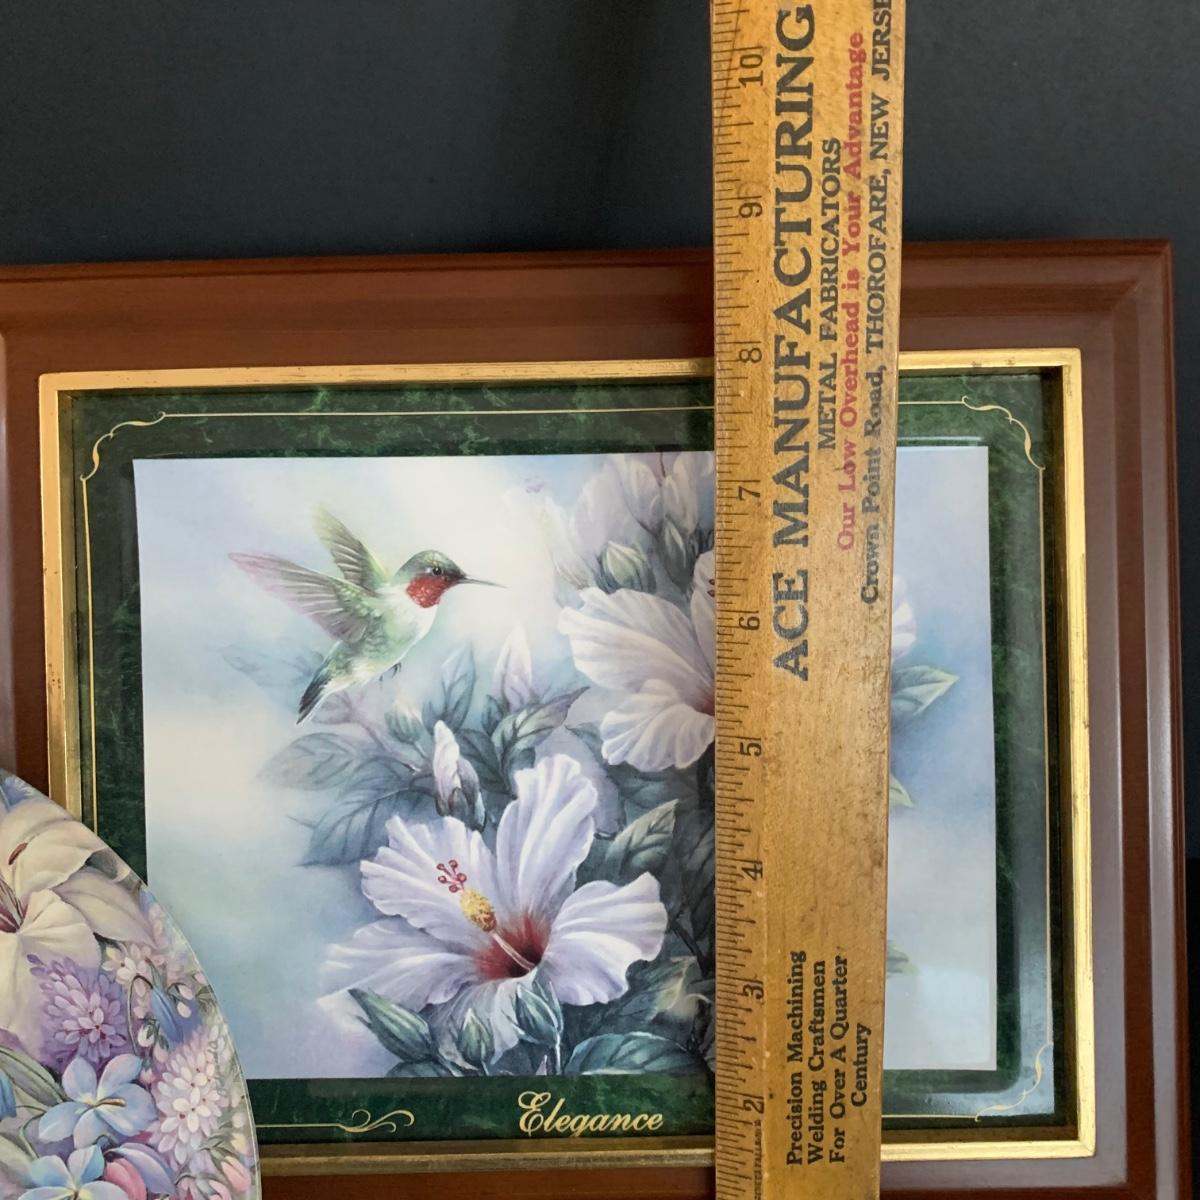 10
9
8
7
6
5
4
3
2
ACE MANUFACTURING
METAL FABRICATORS
Our Low Overhead is Your Advantage
Crown Point Road, THOROFARE, NEW JERSE
Precision Machining
Welding Craftsmen
For Over A Quarter
Century
Elegance